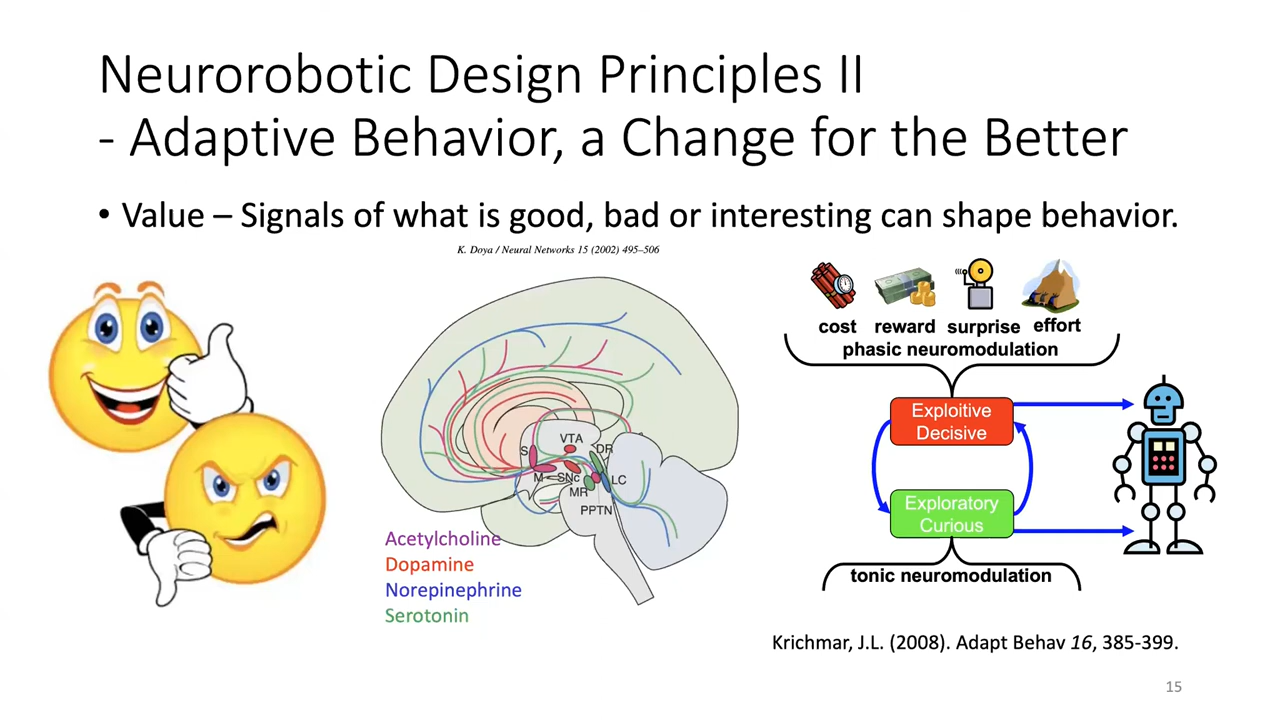 Neurorobotic Design Principles II
- Adaptive Behavior, a Change for the Better
• Value – Signals of what is good, bad or interesting can shape behavior.
K. Doya / Neural Networks 15 (2002) 495–506
VTA
S
DR
M
SNc
LC
MR
PPTN
Acetylcholine
Dopamine
Norepinephrine
Serotonin
cost reward surprise effort
phasic neuromodulation
Exploitive
Decisive
Exploratory
Curious
tonic neuromodulation
Krichmar, J.L. (2008). Adapt Behav 16, 385-399.
15